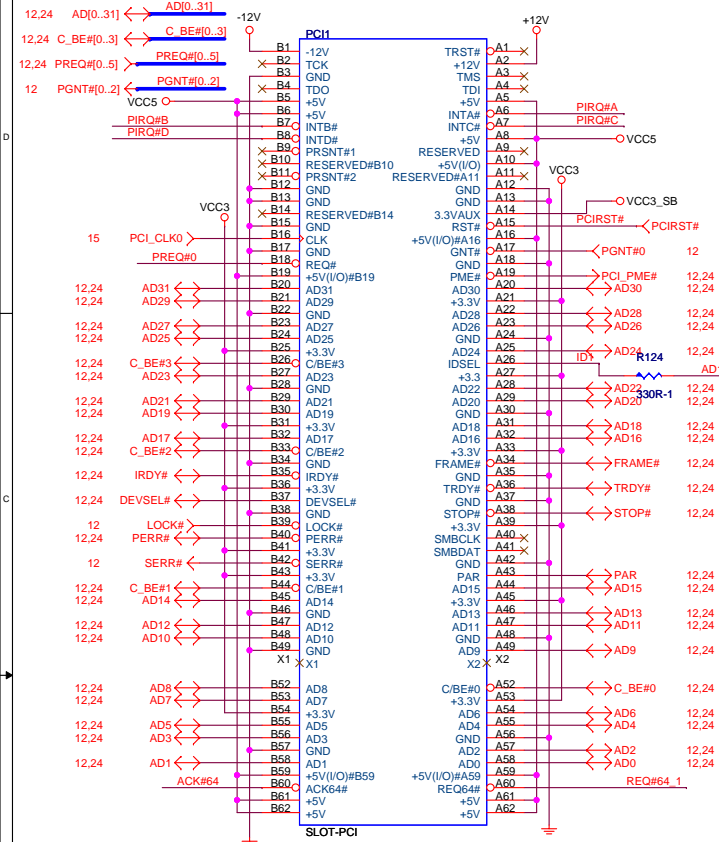 12,24 AD[0..31] AD[0..31]
12,24 C_BE#[0..3] C_BE#[0..3]
12,24 PREQ#[0..5] PREQ#[0..5]
12 PGNT#[0..2] PGNT#[0..2]
-12V +12V
PCI1
B1 -12V TRST# A1
B2 TCK +12V A2
B3 GND TMS A3
B4 TDO TDI A4
VCC5 B5 +5V +5V A5
B6 +5V INTA# A6 PIRQ#A
PIRQ#B B7 INTB# INTC# A7 PIRQ#C
PIRQ#D B8 INTD# +5V A8 VCC5
D
B9 PRSNT#1 RESERVED A9
B10 RESERVED#B10 +5V(I/O) A10
B11 PRSNT#2 RESERVED#A11 A11 VCC3
B12 GND GND A12
B13 GND GND A13
VCC3 B14 RESERVED#B14 3.3VAUX A14 VCC3_SB
B15 GND RST# A15 PCIRST# PCIRST#
15 PCI_CLK0 B16 CLK +5V(I/O)#A16 A16
B17 GND GNT# A17 PGNT#0 12
PREQ#0 B18 REQ# GND A18
B19 +5V(I/O)#B19 PME# A19 PCI_PME# 12,24
12,24 AD31 B20 AD31 AD30 A20 AD30 12,24
12,24 AD29 B21 AD29 +3.3V A21
B22 GND AD28 A22 AD28 12,24
12,24 AD27 B23 AD27 AD26 A23 AD26 12,24
12,24 AD25 B24 AD25 GND A24
B25 +3.3V AD24 A25 AD24 12,24
12,24 C_BE#3 B26 C/BE#3 IDSEL A26 ID1 R124
12,24 AD23 B27 AD23 +3.3 A27 AD1
B28 GND AD22 A28 AD22 330R-1 12,24
12,24 AD21 B29 AD21 AD20 A29 AD20 12,24
12,24 AD19 B30 AD19 GND A30
B31 +3.3V AD18 A31 AD18 12,24
12,24 AD17 B32 AD17 AD16 A32 AD16 12,24
12,24 C_BE#2 B33 C/BE#2 +3.3V A33
B34 GND FRAME# A34 FRAME# 12,24
12,24 IRDY# B35 IRDY# GND A35
B36 +3.3V TRDY# A36 TRDY# 12,24
C
12,24 DEVSEL# B37 DEVSEL# GND A37
B38 GND STOP# A38 STOP# 12,24
12 LOCK# B39 LOCK# +3.3V A39
12,24 PERR# B40 PERR# SMBCLK A40
B41 +3.3V SMBDAT A41
12 SERR# B42 SERR# GND A42
B43 +3.3V PAR A43 PAR 12,24
12,24 C_BE#1 B44 C/BE#1 AD15 A44 AD15 12,24
12,24 AD14 B45 AD14 +3.3V A45
B46 GND AD13 A46 AD13 12,24
12,24 AD12 B47 AD12 AD11 A47 AD11 12,24
12,24 AD10 B48 AD10 GND A48
B49 GND AD9 A49 AD9 12,24
X1 X1 X2 X2
12,24 AD8 B52 AD8 C/BE#0 A52 C_BE#0 12,24
12,24 AD7 B53 AD7 +3.3V A53
B54 +3.3V AD6 A54 AD6 12,24
12,24 AD5 B55 AD5 AD4 A55 AD4 12,24
12,24 AD3 B56 AD3 GND A56
B57 GND AD2 A57 AD2 12,24
12,24 AD1 B58 AD1 AD0 A58 AD0 12,24
B59 +5V(I/O)#B59 +5V(I/O)#A59 A59
ACK#64 B60 ACK64# REQ64# A60 REQ#64_1
B61 +5V +5V A61
B62 +5V +5V A62
SLOT-PCI